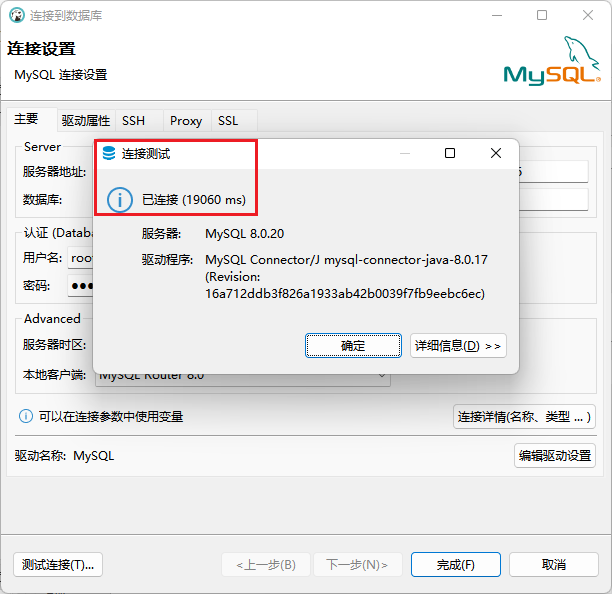 连接到数据库
连接设置
MySQL 连接设置
MySQL
主要 驱动属性 SSH Proxy SSL
Server
服务器地址:
数据库:
连接测试
已连接 (19060 ms)
服务器: MySQL 8.0.20
驱动程序: MySQL Connector/J mysql-connector-java-8.0.17
(Revision:
16a712ddb3f826a1933ab42b0039f7fb9eebc6ec)
确定 详细信息(D) >>
认证 (Databa
用户名: roo
密码: ●●●
Advanced
服务器时区:
本地客户端: MySQL Router 8.0
可以在连接参数中使用变量 连接详情(名称、类型 ... )
驱动名称: MySQL 编辑驱动设置
测试连接(T)... <上一步(B) 下一步(N)> 完成(F) 取消